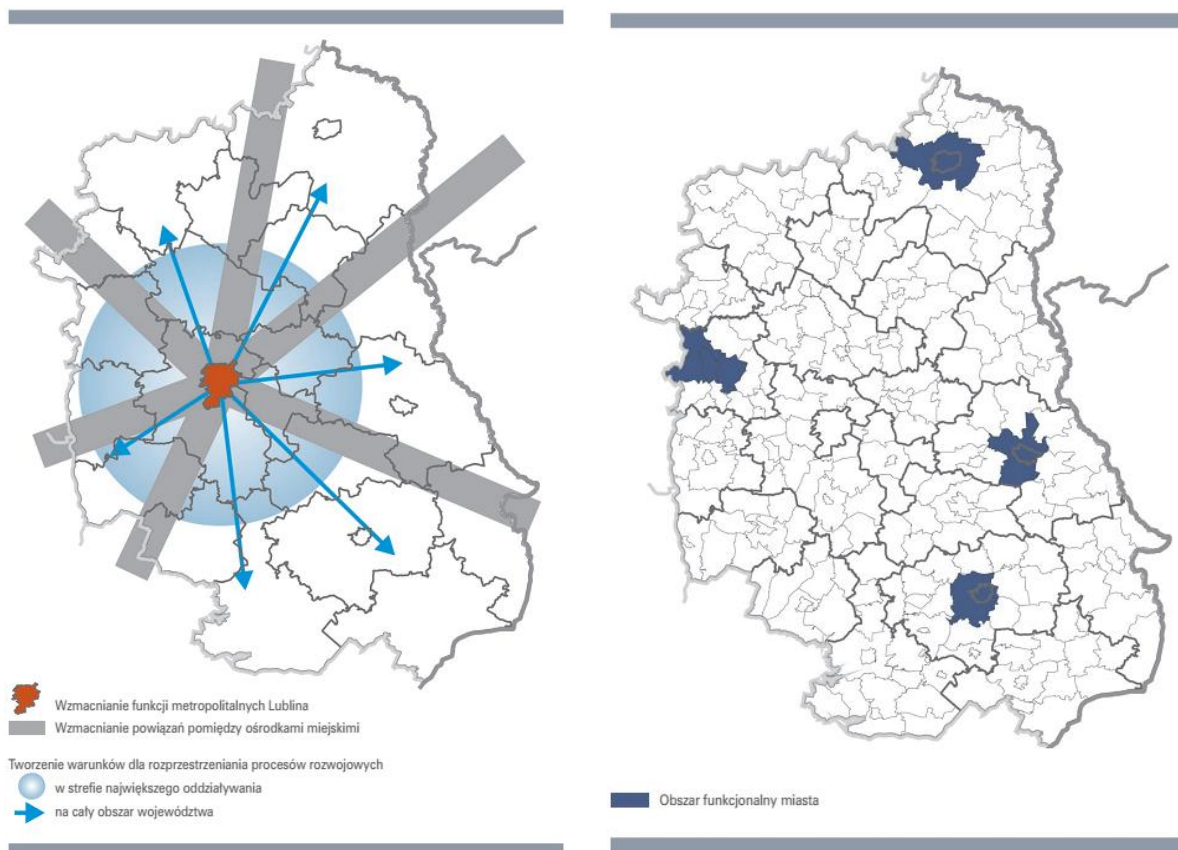 Wzmacnianie funkcji metropolitalnych Lublina
Wzmacnianie powiązań pomiędzy ośrodkami miejskimi
Tworzenie warunków dla rozprzestrzeniania procesów rozwojowych
w strefie największego oddziaływania
na cały obszar województwa
Obszar funkcjonalny miasta